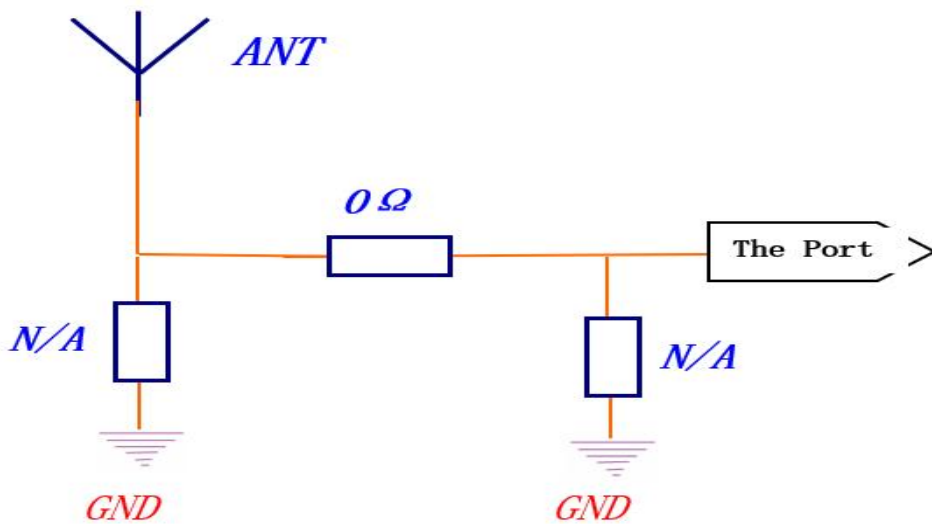 ANT
0Ω
The Port
N/A
N/A
GND
GND